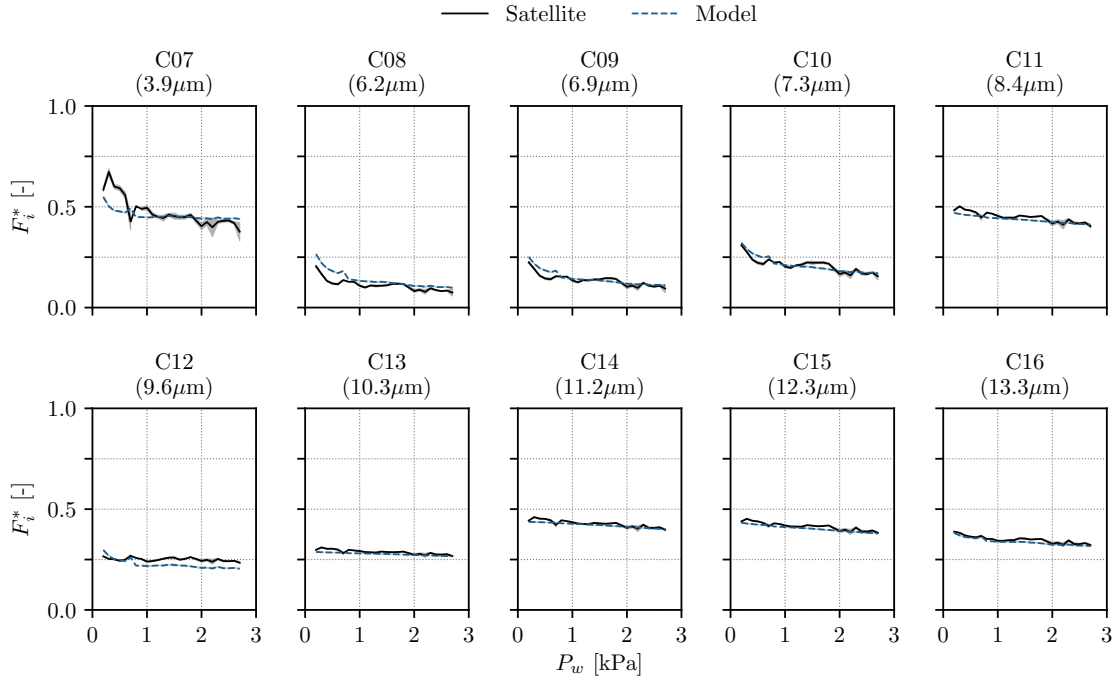 Satellite Model
C07 C08 C09 C10 C11
(3.9μm) (6.2μm) (6.9μm) (7.3μm) (8.4μm)
1.0
0.5
0.0
F_i^* [-]
C12 C13 C14 C15 C16
(9.6μm) (10.3μm) (11.2μm) (12.3μm) (13.3μm)
1.0
0.5
0.0
F_i^* [-]
0 1 2 3 0 1 2 3 0 1 2 3 0 1 2 3 0 1 2 3
P_w [kPa]